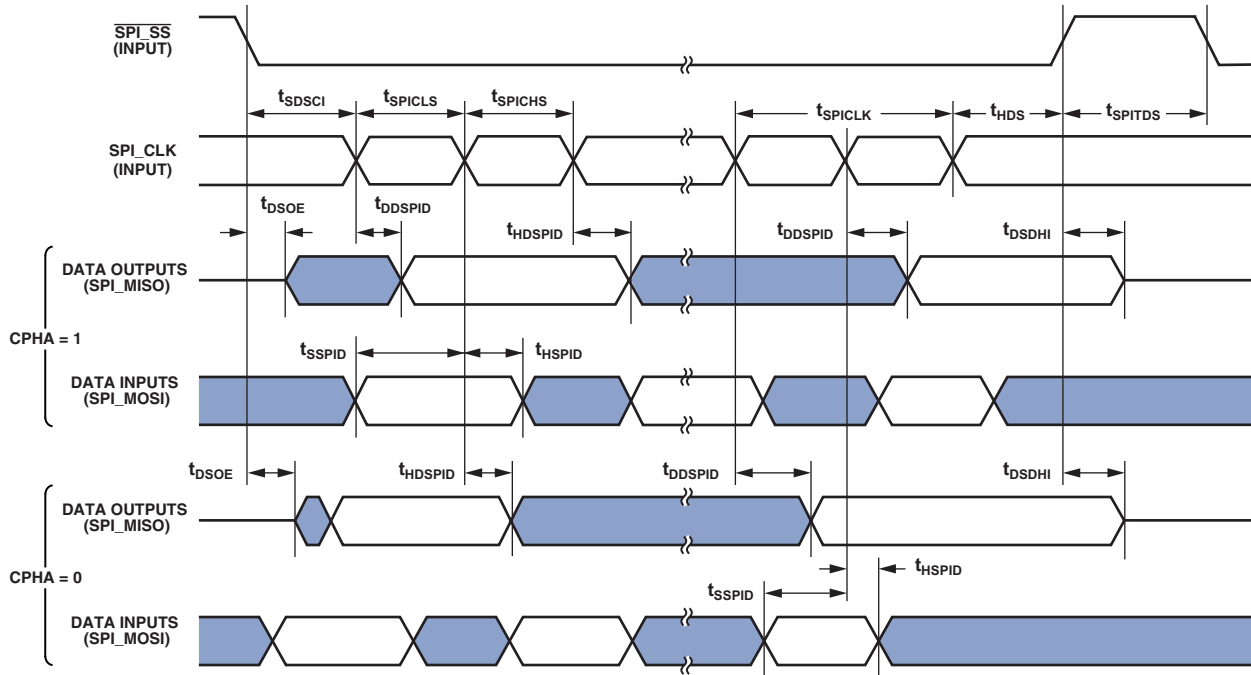 SPI_SS
(INPUT)
tSDSCI tSPICLS tSPICHS tSPICLK tHDS tSPITDS
SPI_CLK
(INPUT)
tDSOE tDDSPID tHDSPID tDDSPID tDSDHI
DATA OUTPUTS
(SPI_MISO)
CPHA = 1
tSSPID tHSPID
DATA INPUTS
(SPI_MOSI)
tDSOE tHDSPID tDDSPID tDSDHI
DATA OUTPUTS
(SPI_MISO)
CPHA = 0
tHSPID
tSSPID
DATA INPUTS
(SPI_MOSI)